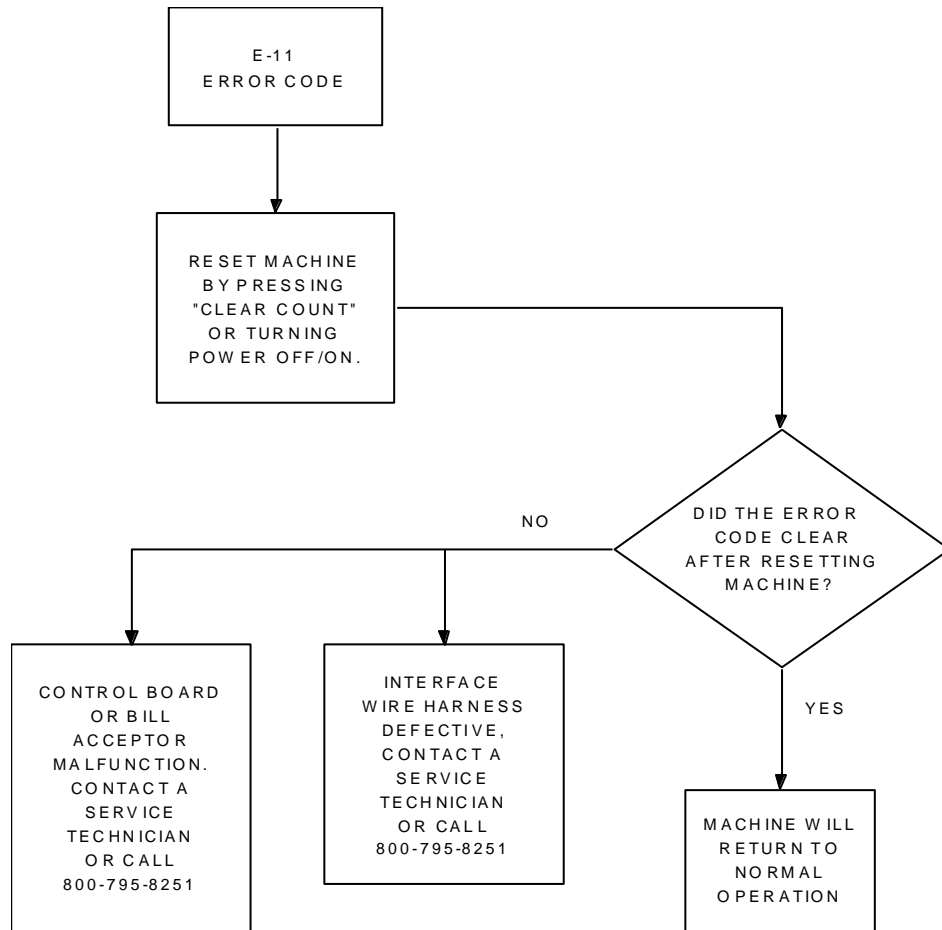 E-11
ERROR CODE
RESET MACHINE
BY PRESSING
"CLEAR COUNT"
OR TURNING
POWER OFF/ON.
DID THE ERROR
CODE CLEAR
AFTER RESETTING
MACHINE?
NO
YES
CONTROL BOARD
OR BILL
ACCEPTOR
MALFUNCTION.
CONTACT A
SERVICE
TECHNICIAN
OR CALL
800-795-8251
INTERFACE
WIRE HARNESS
DEFECTIVE,
CONTACT A
SERVICE
TECHNICIAN
OR CALL
800-795-8251
MACHINE WILL
RETURN TO
NORMAL
OPERATION